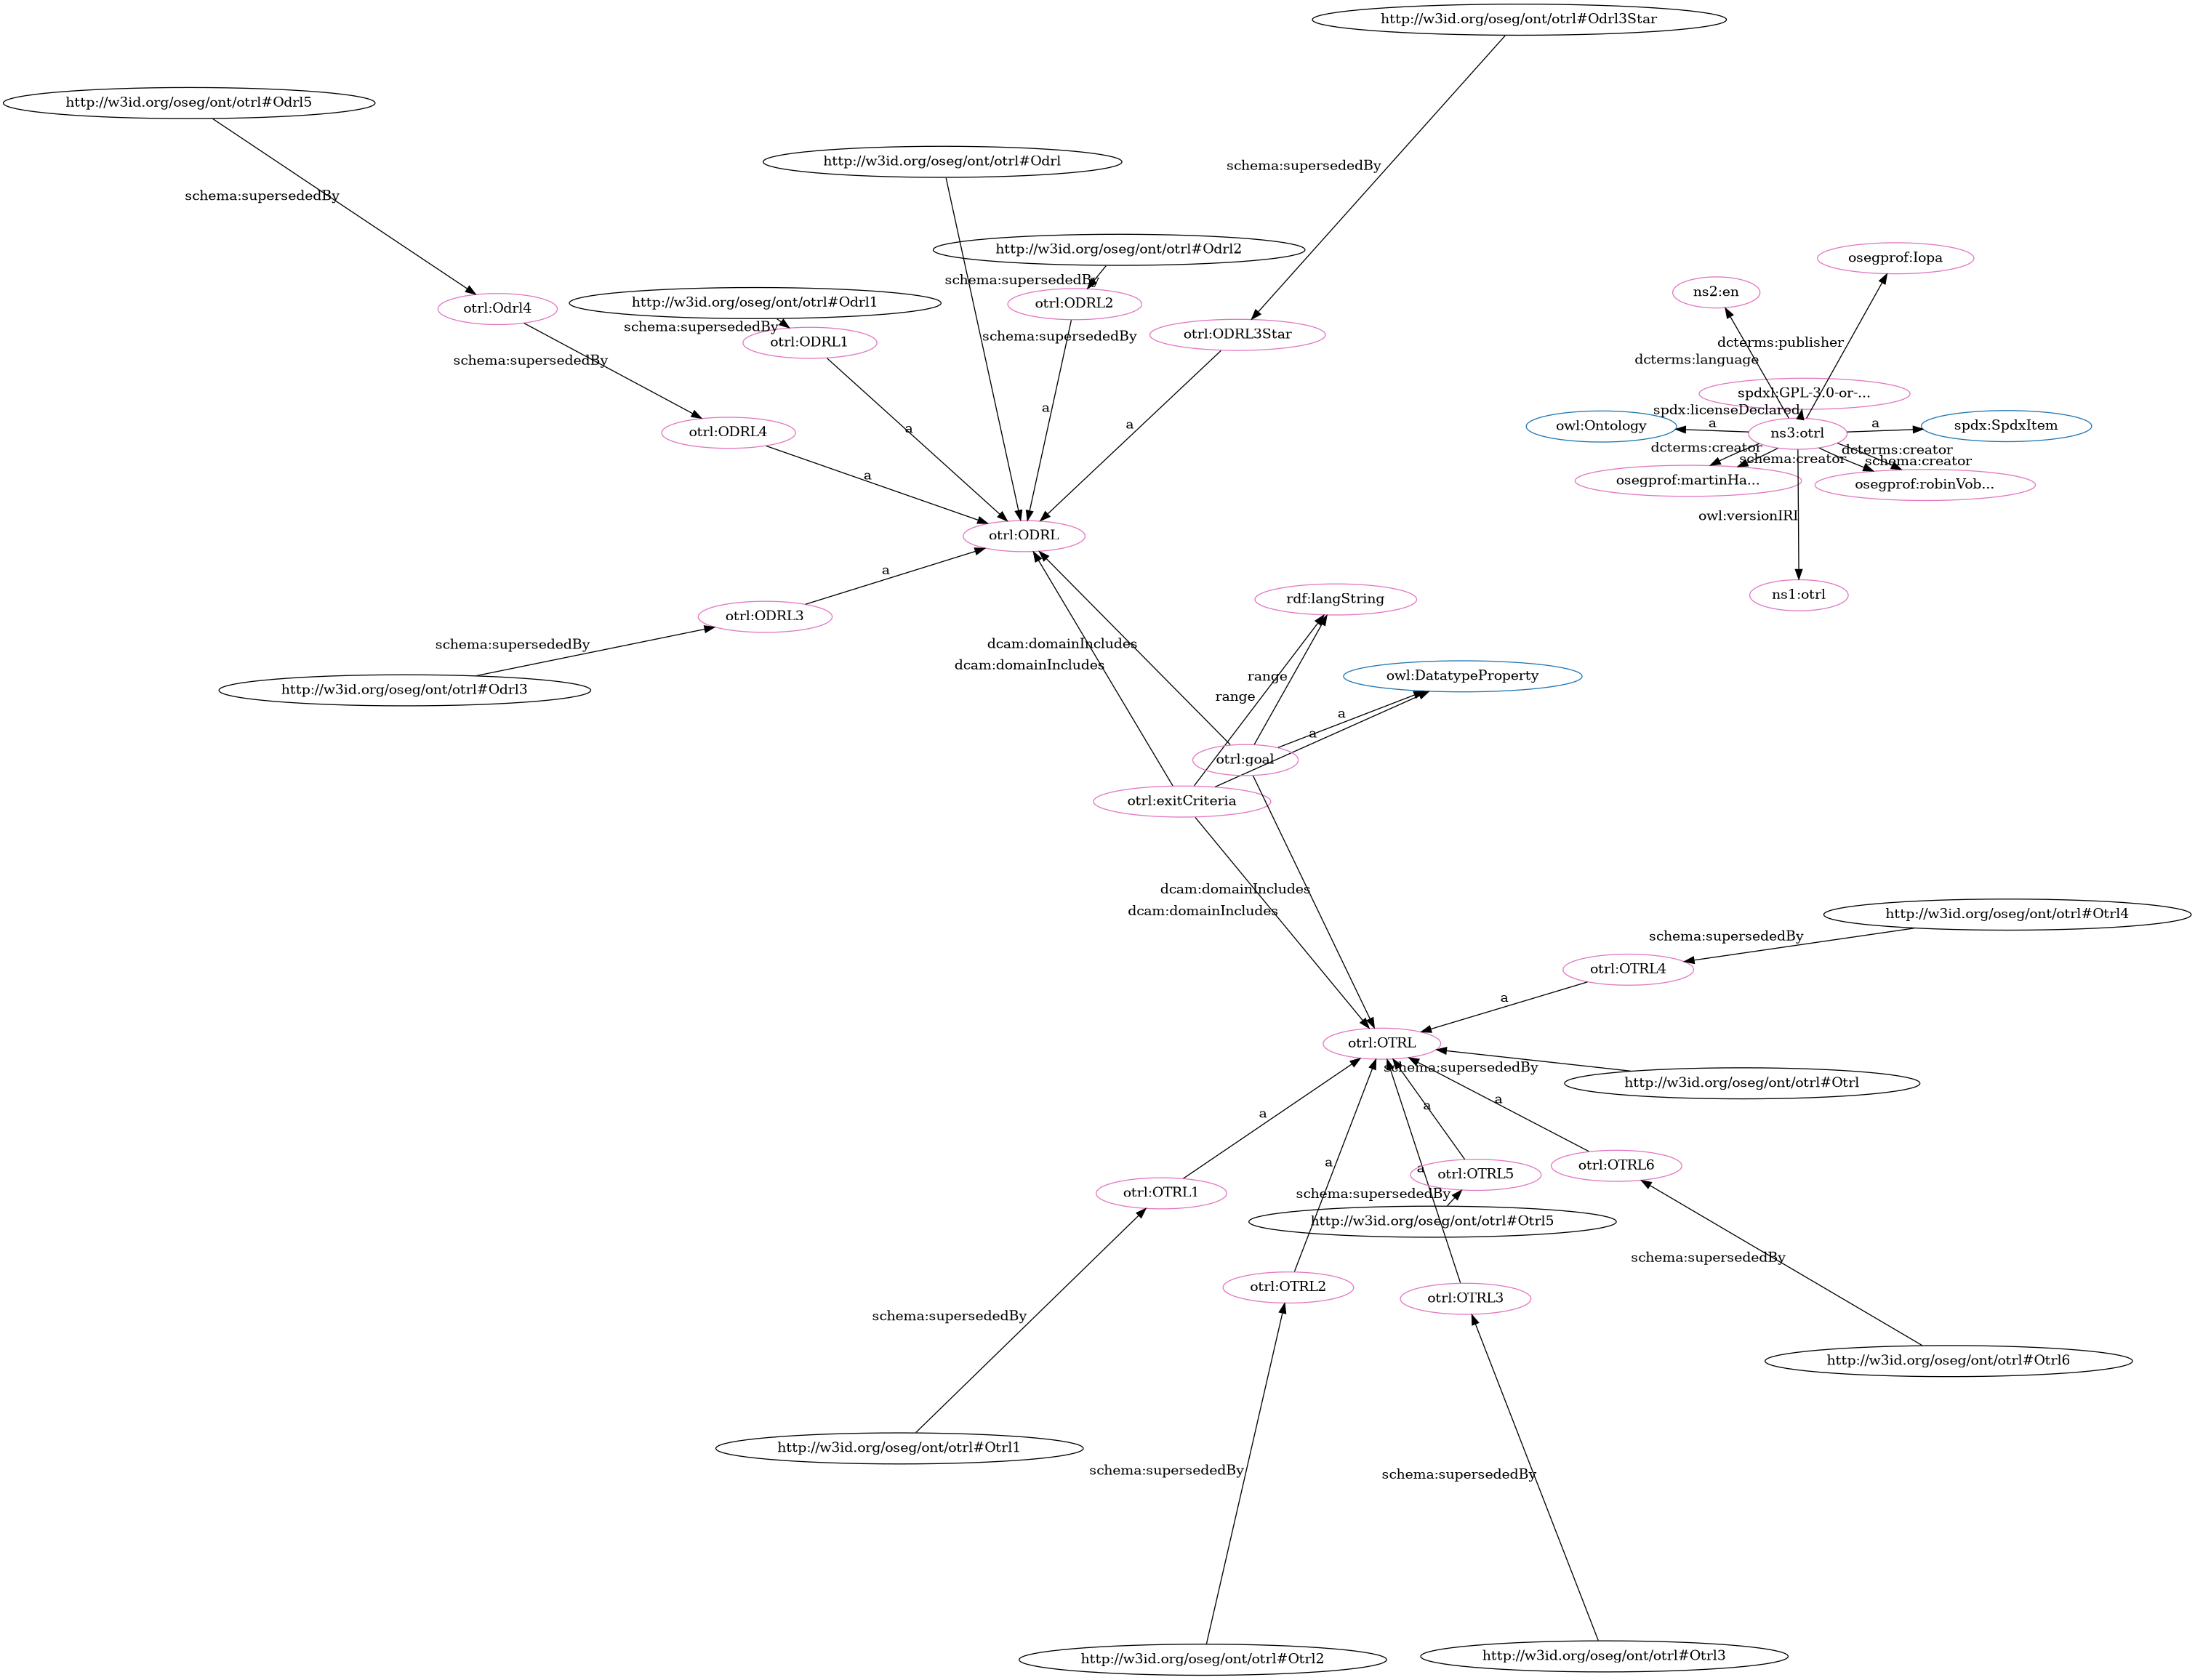 http://w3id.org/oseg/ont/otrl#Odrl3Star
http://w3id.org/oseg/ont/otrl#Odrl5
http://w3id.org/oseg/ont/otrl#Odrl
schema:supersededBy
schema:supersededBy
http://w3id.org/oseg/ont/otrl#Odrl2
osegprof:Iopa
schema:supersededBy
ns2:en
http://w3id.org/oseg/ont/otrl#Odrl1
otrl:ODRL2
otrl:Odrl4
schema:supersededBy
otrl:ODRL3Star
schema:supersededBy
otrl:ODRL1
dcterms:publisher
dcterms:language
schema:supersededBy
spdxl:GPL-3.0-or-...
a
spdx:licenseDeclared
a
a
a
a
owl:Ontology
spdx:SpdxItem
otrl:ODRL4
a
ns3:otrl
dcterms:creator
dcterms:creator
schema:creator
schema:creator
a
osegprof:martinHa...
osegprof:robinVob...
owl:versionIRI
otrl:ODRL
a
ns1:otrl
rdf:langString
otrl:ODRL3
schema:supersededBy
dcam:domainIncludes
dcam:domainIncludes
range
owl:DatatypeProperty
http://w3id.org/oseg/ont/otrl#Odrl3
range
a
a
otrl:goal
otrl:exitCriteria
dcam:domainIncludes
dcam:domainIncludes
http://w3id.org/oseg/ont/otrl#Otrl4
schema:supersededBy
otrl:OTRL4
a
otrl:OTRL
schema:supersededBy
http://w3id.org/oseg/ont/otrl#Otrl
a
a
a
a
a
otrl:OTRL6
otrl:OTRL5
otrl:OTRL1
schema:supersededBy
http://w3id.org/oseg/ont/otrl#Otrl5
schema:supersededBy
otrl:OTRL2
otrl:OTRL3
schema:supersededBy
http://w3id.org/oseg/ont/otrl#Otrl6
http://w3id.org/oseg/ont/otrl#Otrl1
schema:supersededBy
schema:supersededBy
http://w3id.org/oseg/ont/otrl#Otrl3
http://w3id.org/oseg/ont/otrl#Otrl2